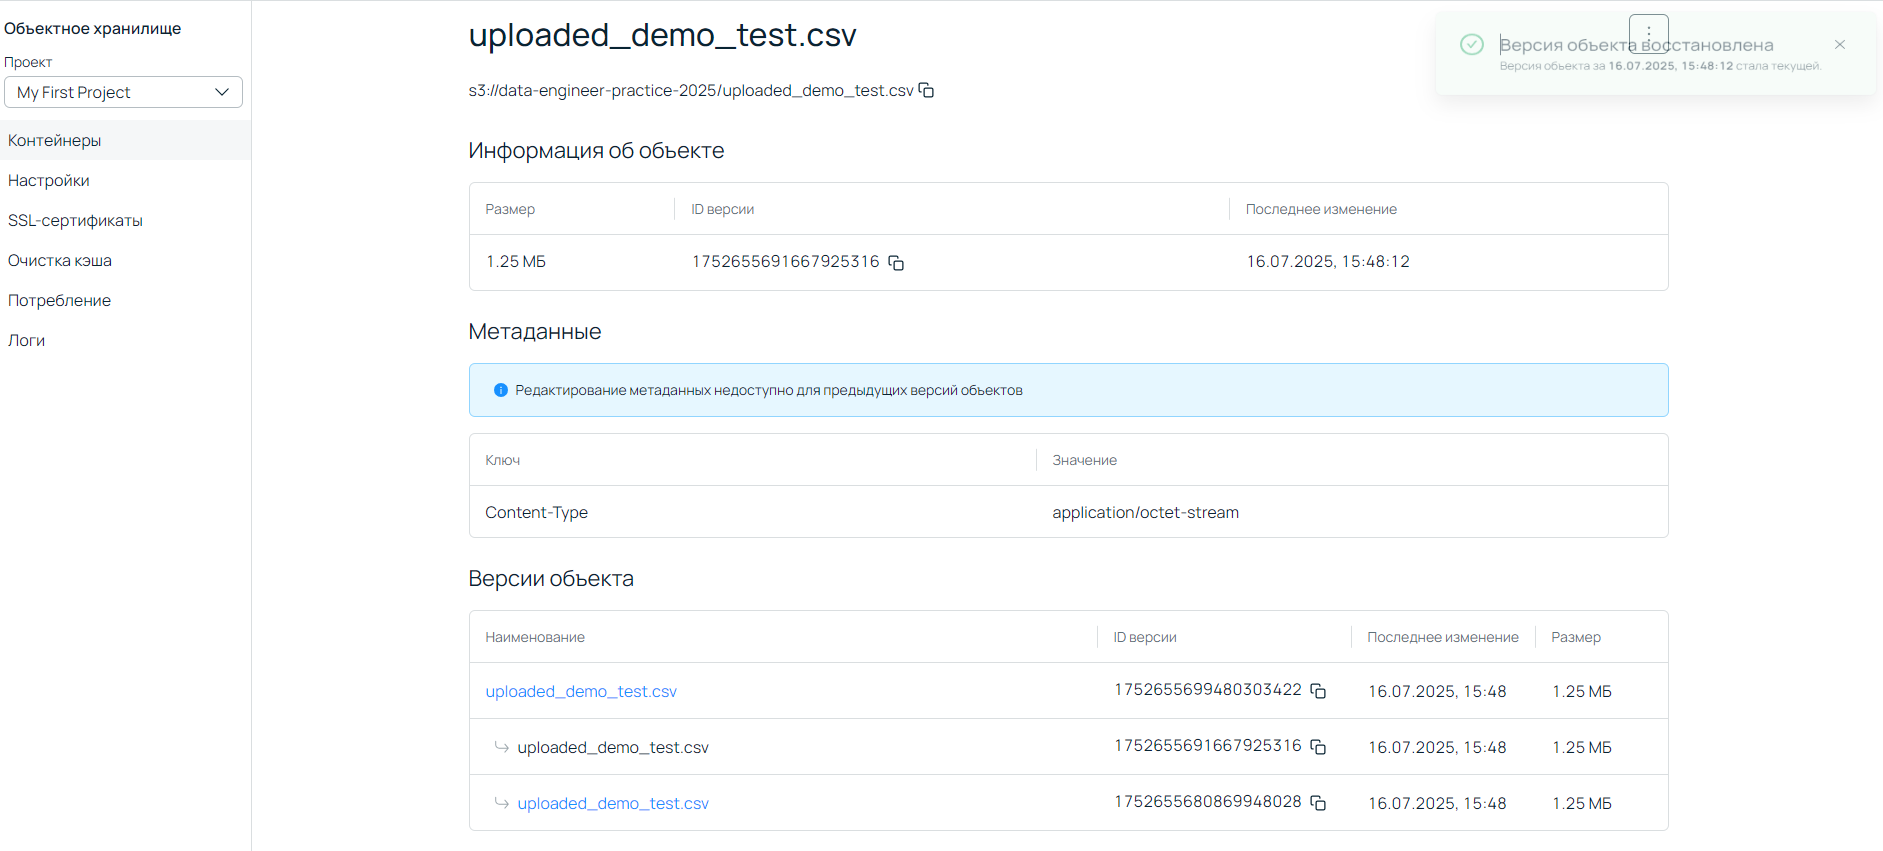 Объектное хранилище
Проект
My First Project
Контейнеры
Настройки
SSL-сертификаты
Очистка кэша
Потребление
Логи
uploaded_demo_test.csv
s3://data-engineer-practice-2025/uploaded_demo_test.csv
Версия объекта восстановлена
Версия объекта за 16.07.2025, 15:48:12 стала текущей.
Информация об объекте
Размер ID версии Последнее изменение
1.25 МБ 1752655691667925316 16.07.2025, 15:48:12
Метаданные
Редактирование метаданных недоступно для предыдущих версий объектов
Ключ Значение
Content-Type application/octet-stream
Версии объекта
Наименование ID версии Последнее изменение Размер
uploaded_demo_test.csv 1752655699480303422 16.07.2025, 15:48 1.25 МБ
uploaded_demo_test.csv 1752655691667925316 16.07.2025, 15:48 1.25 МБ
uploaded_demo_test.csv 1752655680869948028 16.07.2025, 15:48 1.25 МБ